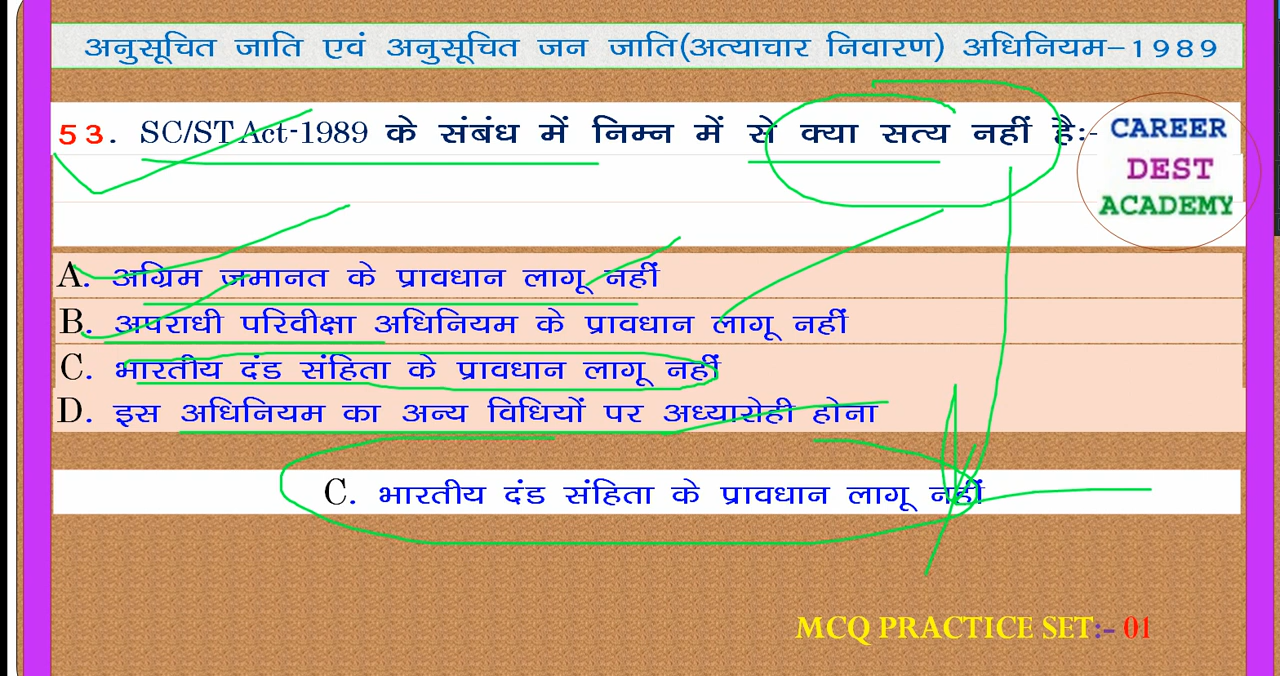 अनुसूचित जाति एवं अनुसूचित जन जाति(अत्याचार निवारण) अधिनियम–1989
53. SC/ST Act-1989 के संबंध में निम्न में से क्या सत्य नहीं है:-
CAREER
DEST
ACADEMY
A. अग्रिम जमानत के प्रावधान लागू नहीं
B. अपराधी परिवीक्षा अधिनियम के प्रावधान लागू नहीं
C. भारतीय दंड संहिता के प्रावधान लागू नहीं
D. इस अधिनियम का अन्य विधियों पर अध्यारोही होना
C. भारतीय दंड संहिता के प्रावधान लागू नहीं
MCQ PRACTICE SET:- 01